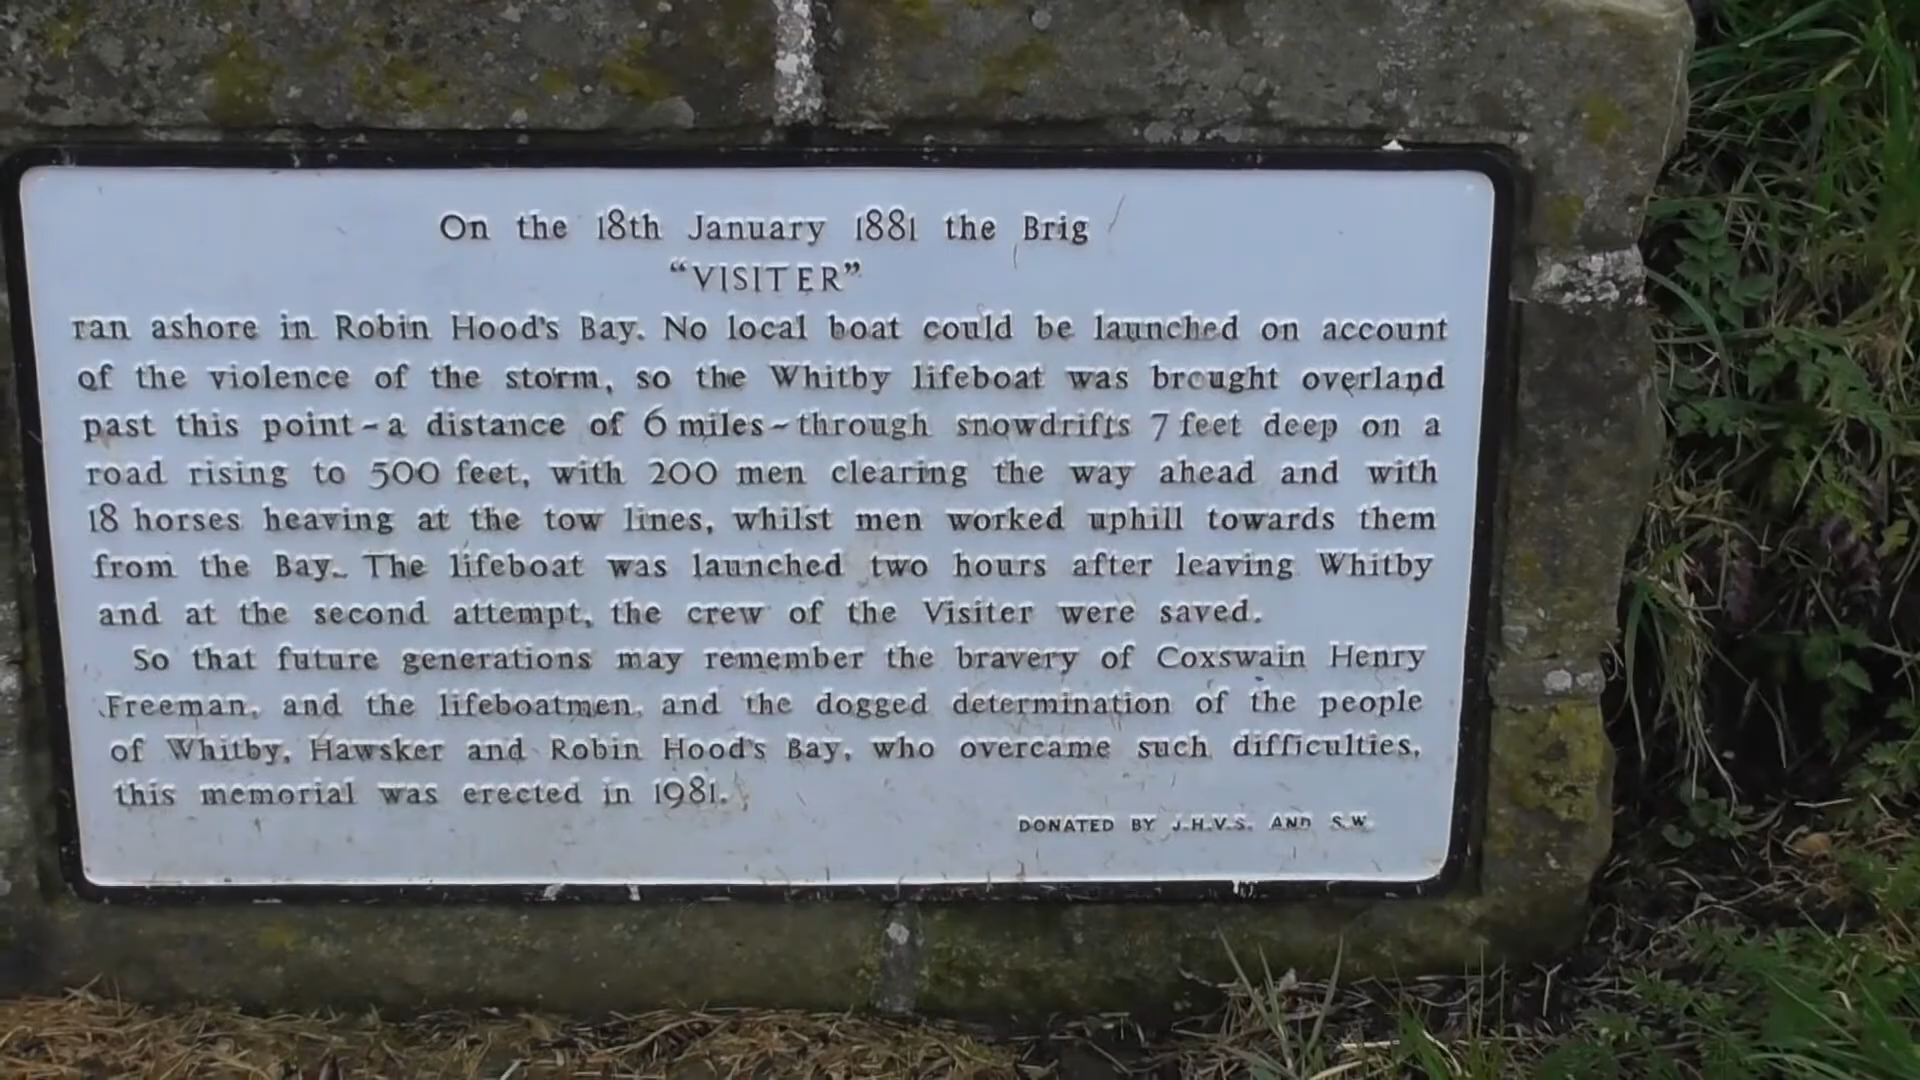 On the 18th January 1881 the Brig
“VISITER”
ran ashore in Robin Hood's Bay. No local boat could be launched on account
of the violence of the storm, so the Whitby lifeboat was brought overland
past this point - a distance of 6 miles - through snowdrifts 7 feet deep on a
road rising to 500 feet, with 200 men clearing the way ahead and with
18 horses heaving at the tow lines, whilst men worked uphill towards them
from the Bay. The lifeboat was launched two hours after leaving Whitby
and at the second attempt, the crew of the Visiter were saved.
So that future generations may remember the bravery of Coxswain Henry
Freeman, and the lifeboatmen, and the dogged determination of the people
of Whitby, Hawsker and Robin Hood's Bay, who overcame such difficulties,
this memorial was erected in 1981.
DONATED BY J.H.V.S. AND S.W.